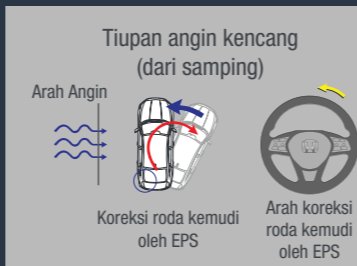 Tiupan angin kencang
(dari samping)
Arah Angin
Koreksi roda kemudi
oleh EPS
Arah koreksi
roda kemudi
oleh EPS